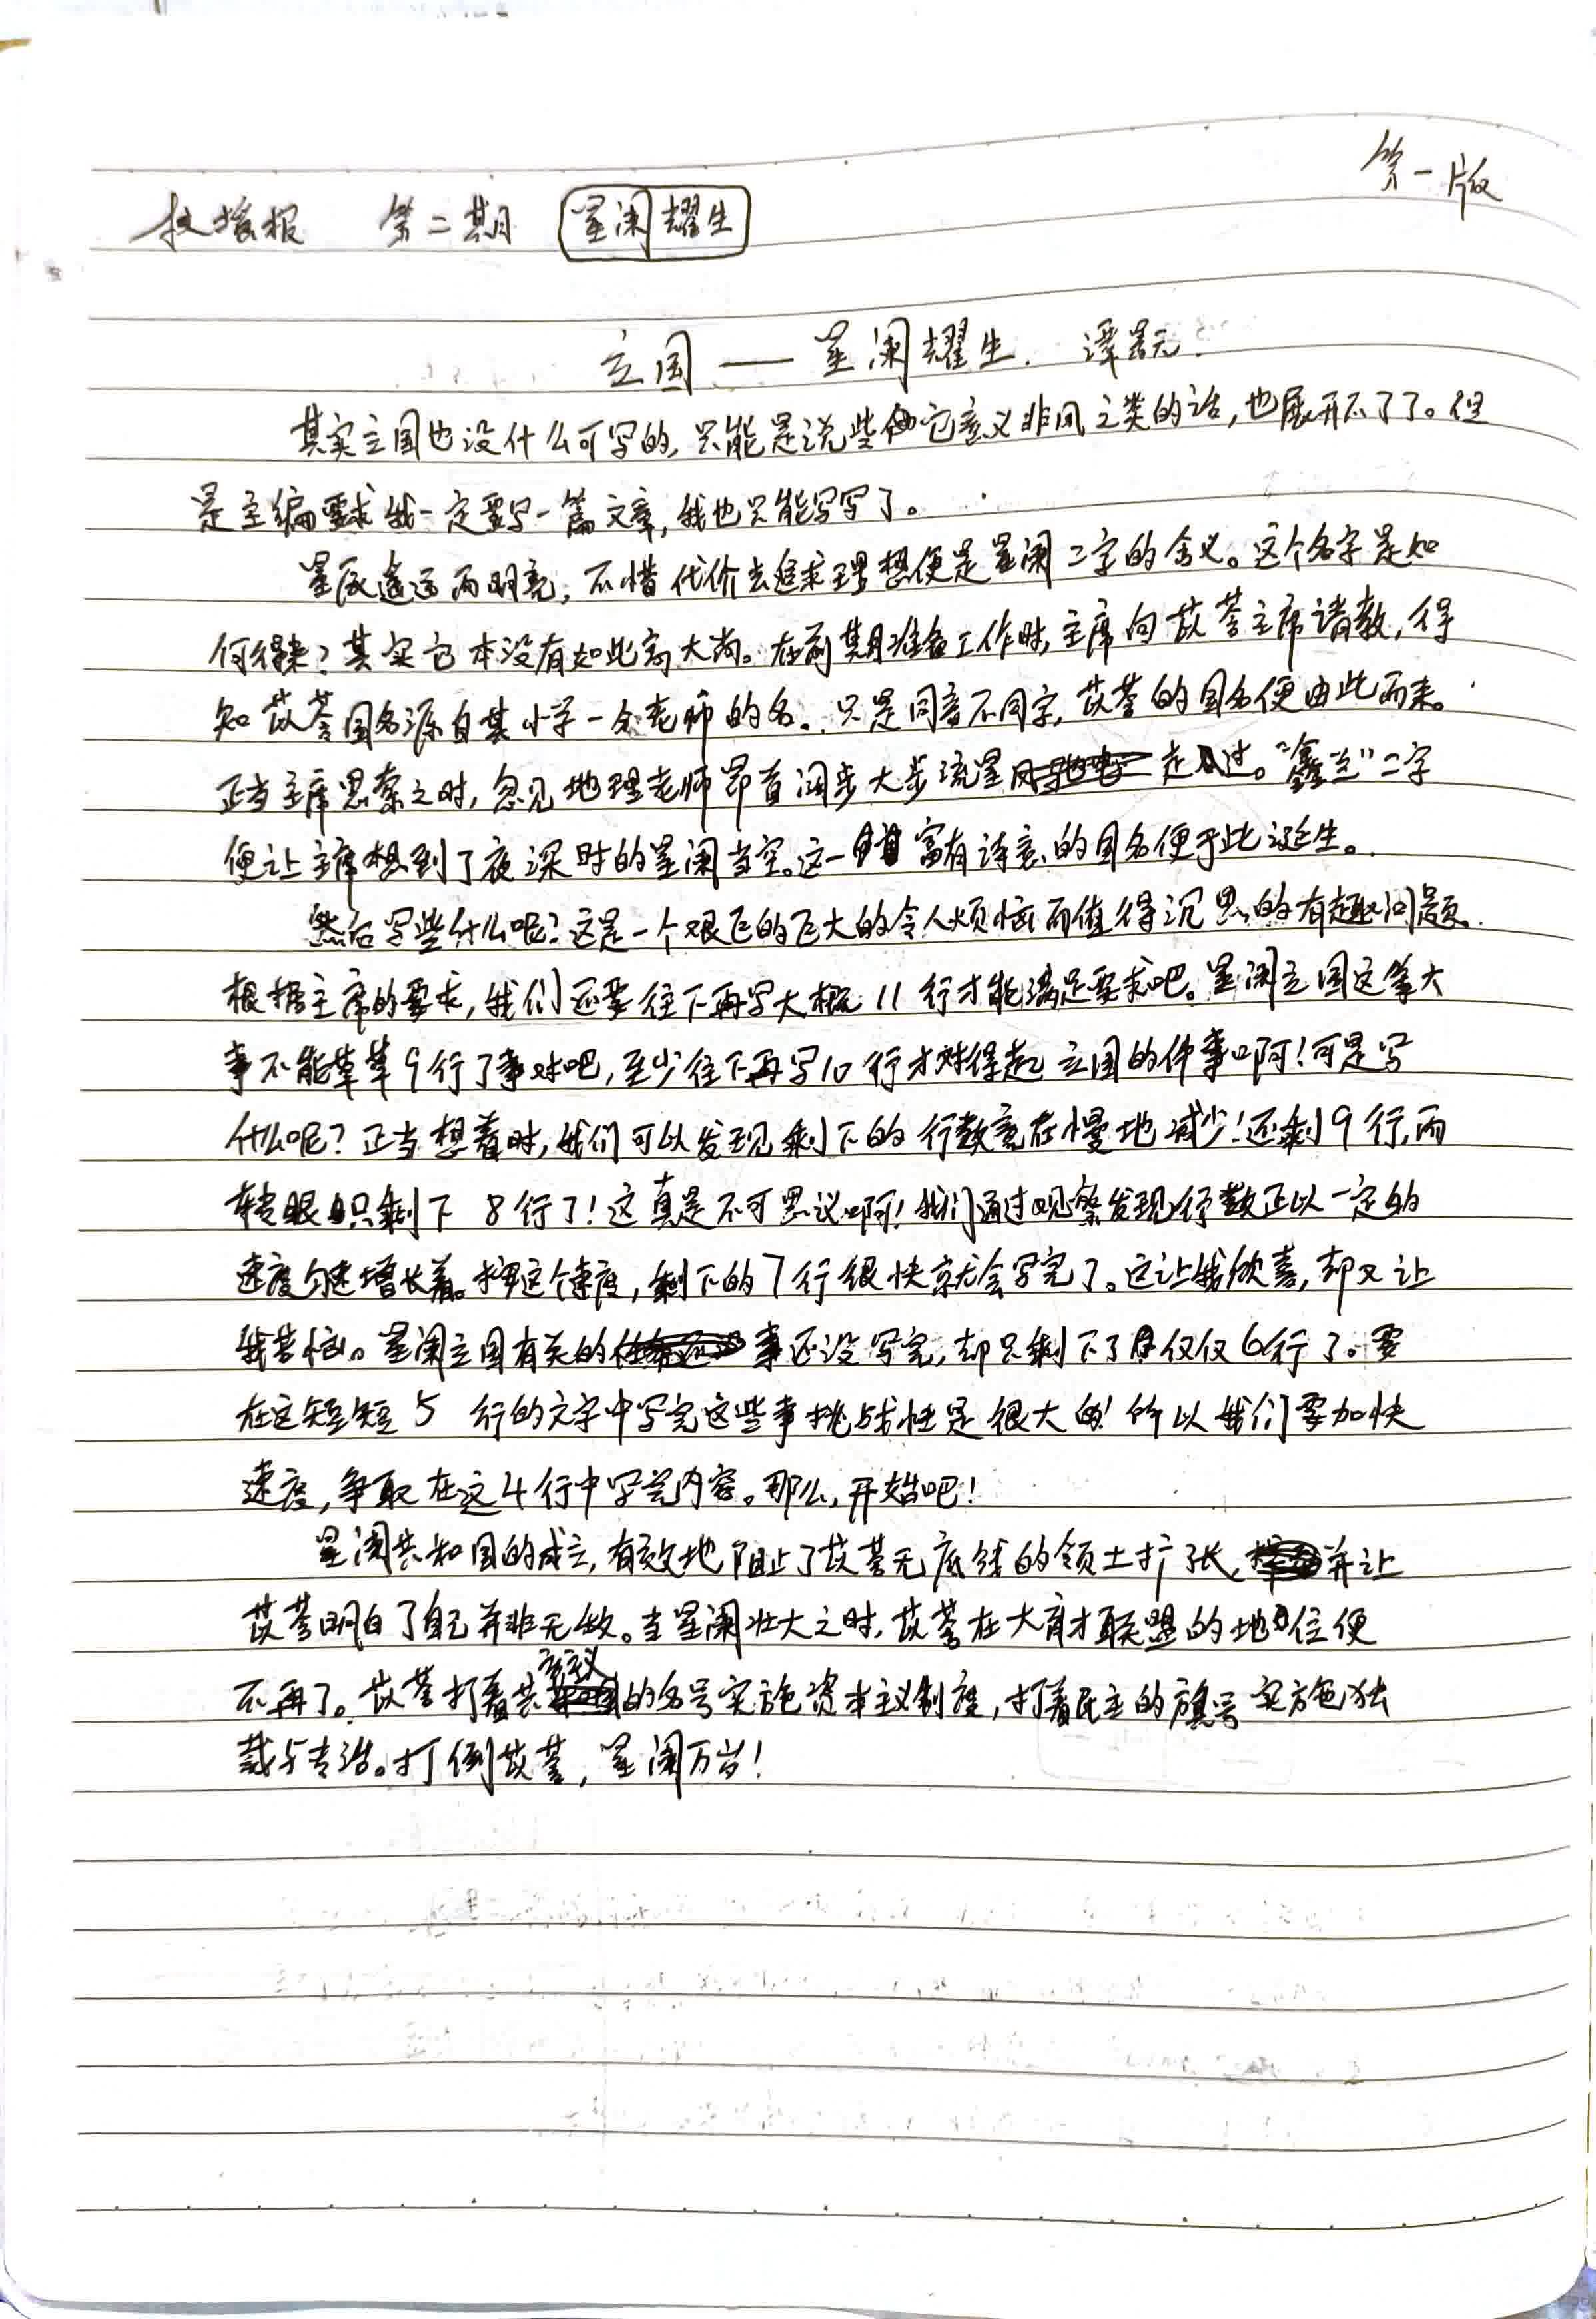 第一版
扶摇报 第二期 星阑耀生
立国——星阑耀生. 谭
其实立国也没什么可写的,只能是说些它意义非凡之类的话,也展开不了了。但
是主编要求我一定要写一篇文章,我也只能写写了。
星辰遥远而明亮,不惜代价去追求理想便是星阑二字的含义。这个名字是如
何得来?其实它本没有如此高大尚。在前期准备工作时,主席向苡荟主席请教,得
知苡荟国名源自其小学一个老师的名。只是同音不同字,苡荟的国名便由此而来。
正当主席思索之时,忽见地理老师昂首阔步大步流星走过。“鑫兰”二字
便让主席想到了夜深时的星阑当空。这一富有诗意的国名便于此诞生。
然后写些什么呢?这是一个艰巨的巨大的令人烦恼而值得沉思的有趣问题.
根据主席的要求,我们还要往下再写大概11行才能满足要求吧。星阑立国这等大
事不能草草9行了事对吧,至少往下再写10行才对得起立国的件事啊!可是写
什么呢?正当想着时,我们可以发现剩下的行数竟在慢地减少!还剩9行,而
转眼只剩下8行了!这真是不可思议啊!我们通过观察发现行数正以一定的
速度匀速增长着。按这个速度,剩下的7行很快就会写完了。这让我欣喜,却又让
我苦恼。星阑立国有关的事还没写完,却只剩下了仅仅6行了。要
在这短短5行的文字中写完这些事挑战性是很大的!所以我们要加快
速度,争取在这4行中写完内容。那么,开始吧!
星阑共和国的成立,有效地阻止了苡荟无底线的领土扩张,并让
苡荟明白了自己并非无敌。当星阑壮大之时,苡荟在大育才联盟的地位便
不再了。苡荟打着共产主义的名号实施资本主义制度,打着民主的旗号实施独
裁与专治。打倒苡荟,星阑万岁!